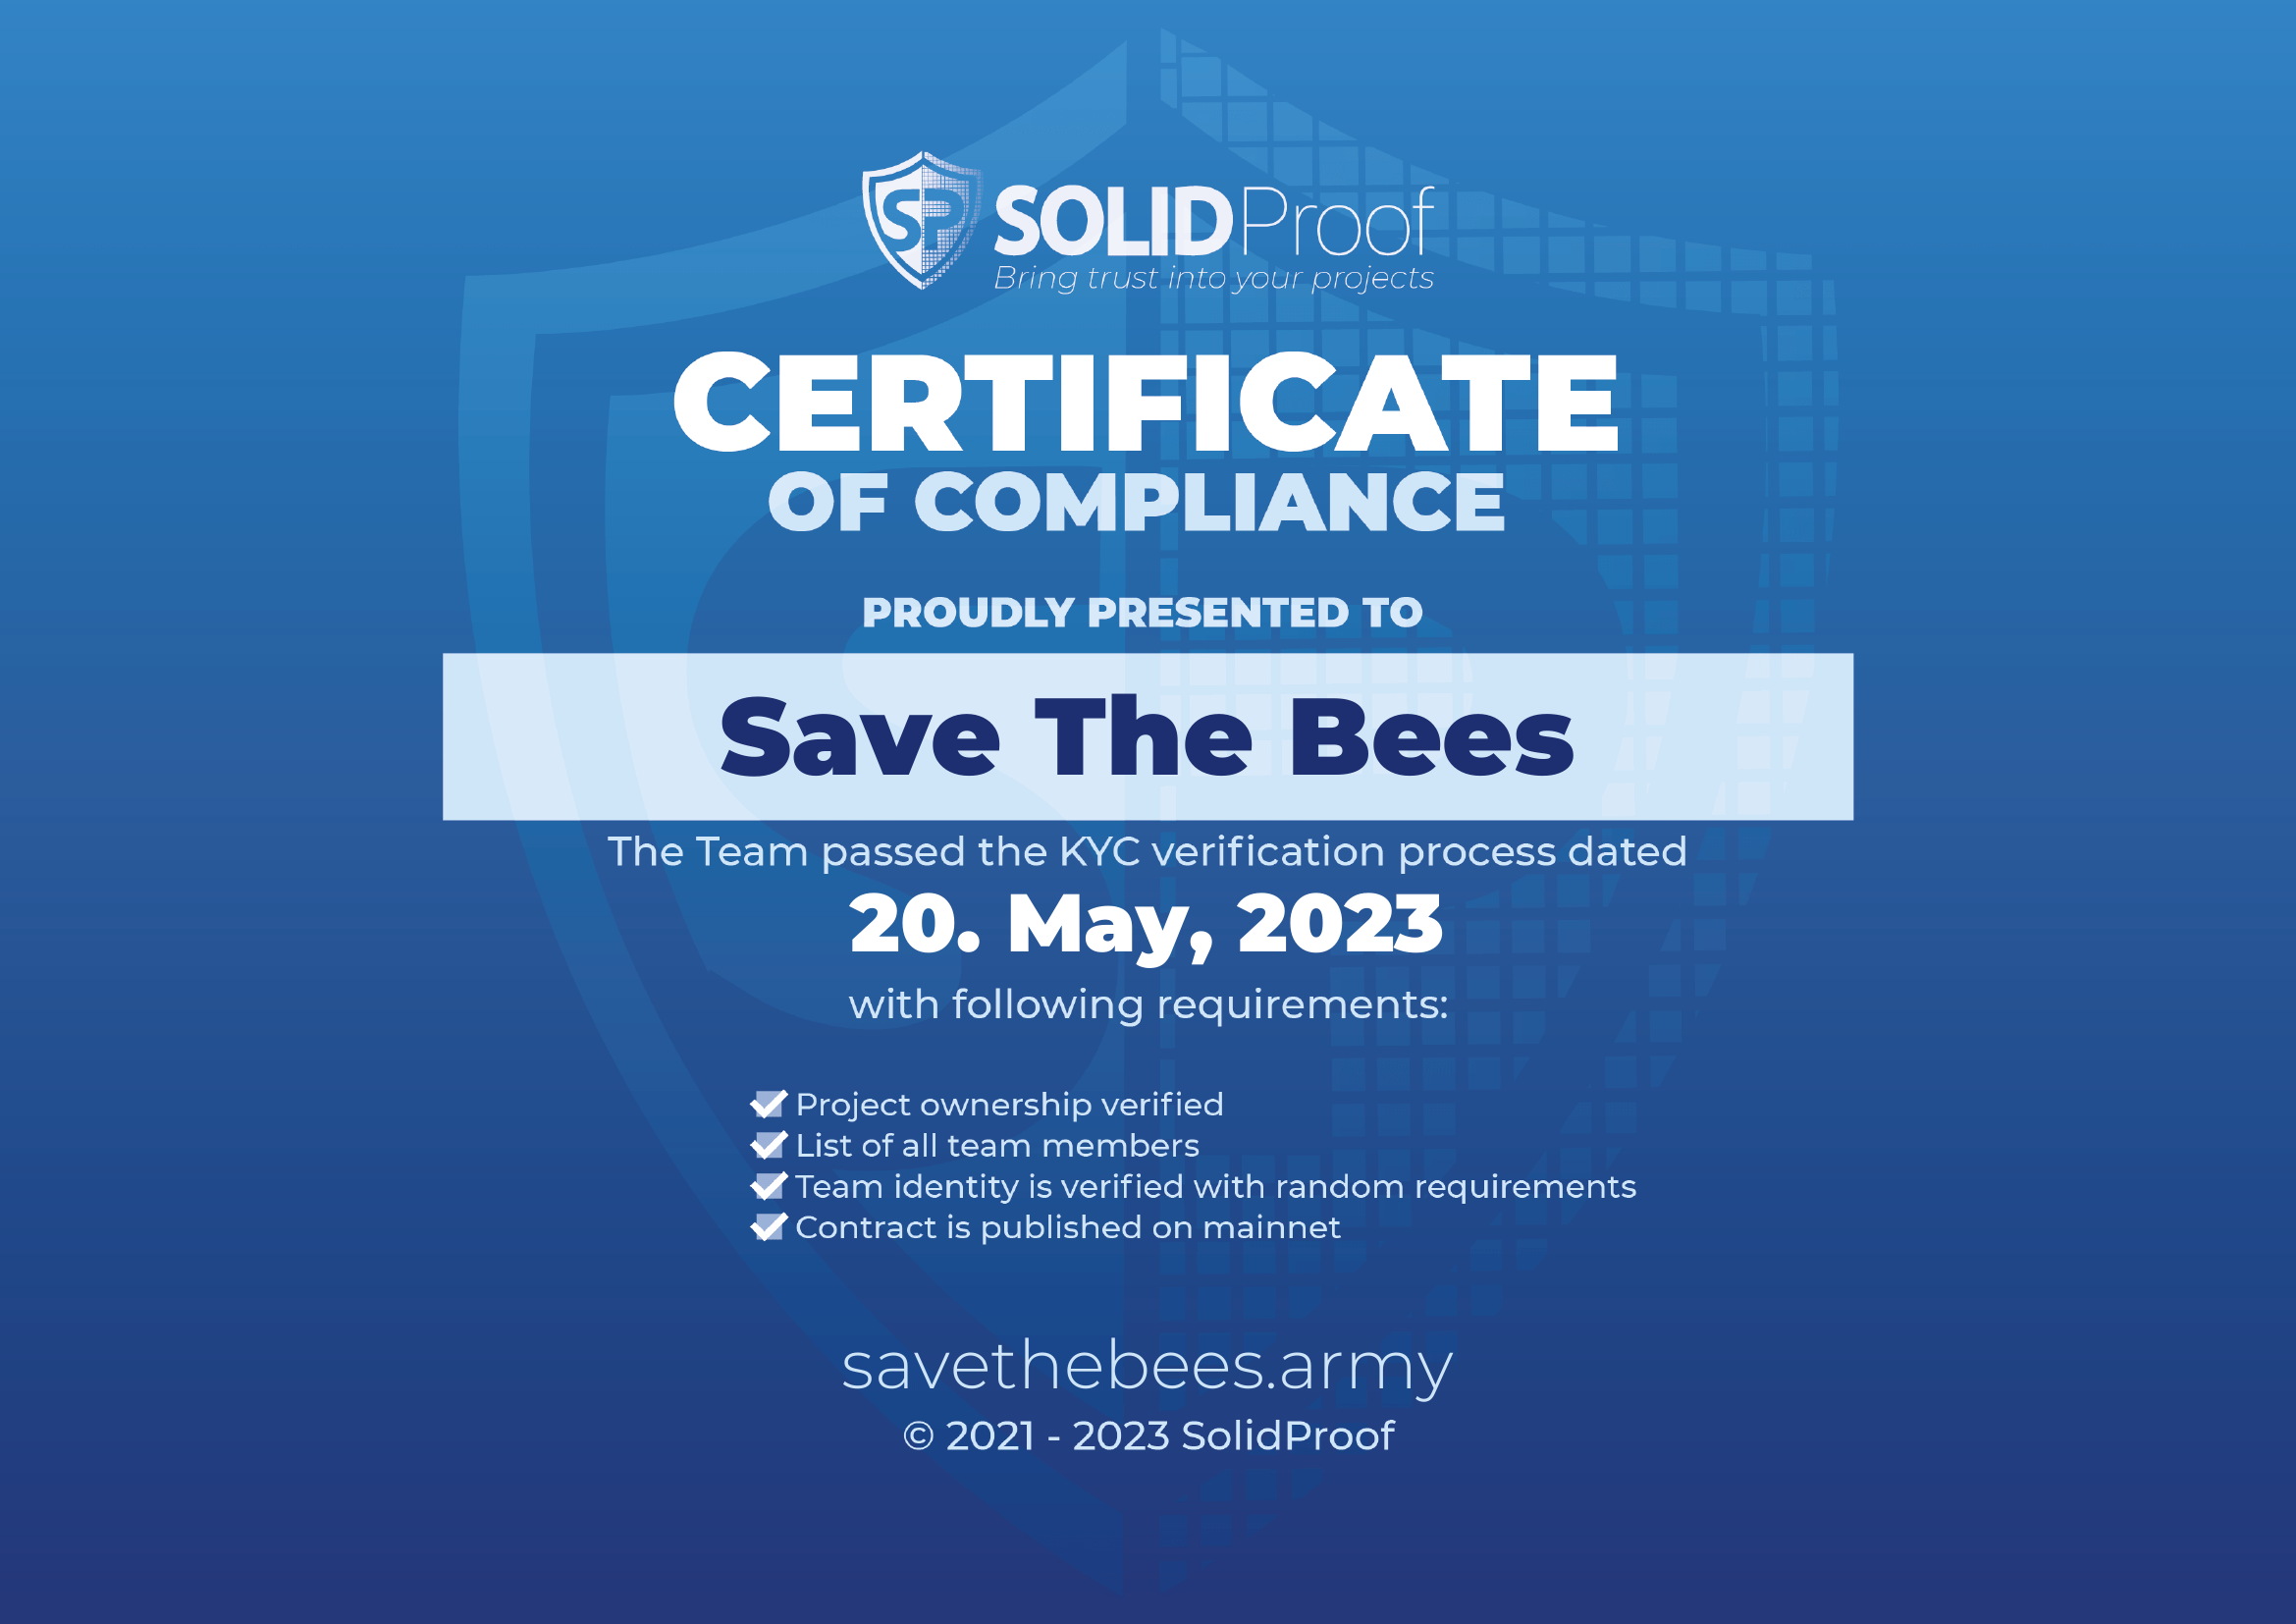 SP SOLIDProof
Bring trust into your projects
CERTIFICATE
OF COMPLIANCE
PROUDLY PRESENTED TO
Save The Bees
The Team passed the KYC verification process dated
20. May, 2023
with following requirements:
Project ownership verified
List of all team members
Team identity is verified with random requirements
Contract is published on mainnet
savethebees.army
© 2021 - 2023 SolidProof